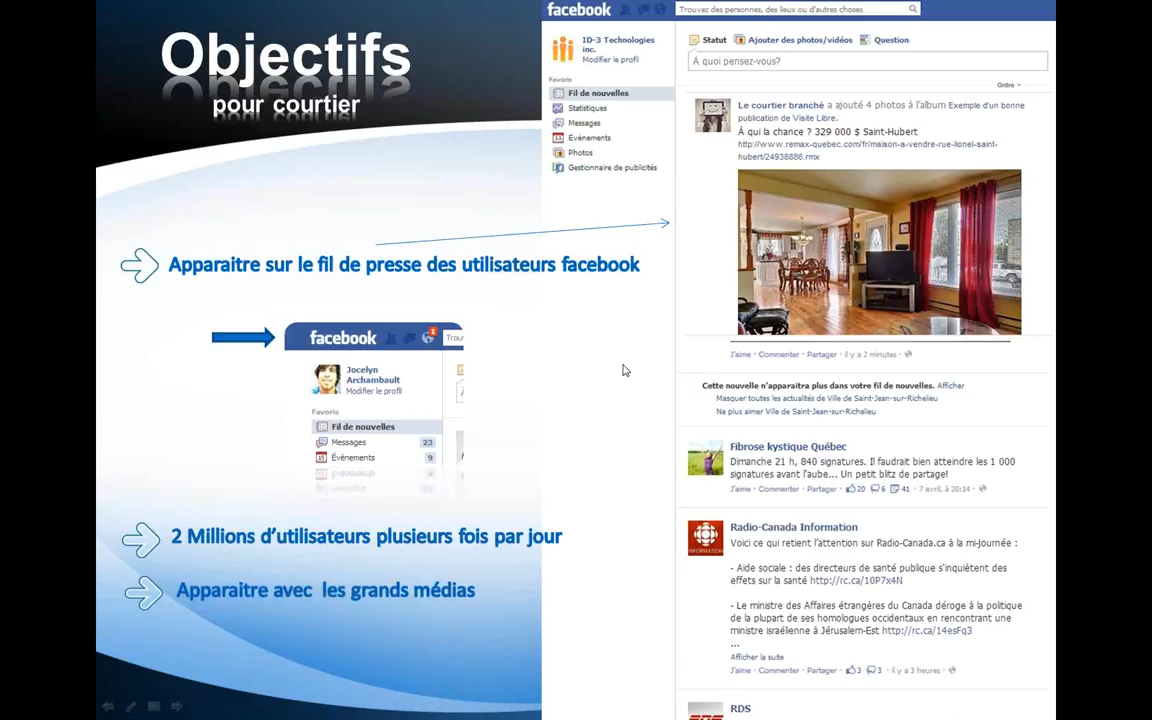 Objectifs
pour courtier
Apparaitre sur le fil de presse des utilisateurs facebook
facebook
1
Trou
Jocelyn
Archambault
Modifier le profil
Favoris
Fil de nouvelles
Messages 23
Évènements 9
2 Millions d’utilisateurs plusieurs fois par jour
Apparaitre avec les grands médias
facebook
Trouvez des personnes, des lieux ou d'autres choses
ID-3 Technologies
inc.
Modifier le profil
Favoris
Fil de nouvelles
Statistiques
Messages
Évènements
Photos
Gestionnaire de publicités
Statut Ajouter des photos/vidéos Question
À quoi pensez-vous?
Ordre
Le courtier branché a ajouté 4 photos à l’album Exemple d'un bonne
publication de Visite Libre.
À qui la chance ? 329 000 $ Saint-Hubert
http://www.remax-quebec.com/fr/maison-a-vendre-rue-lionel-saint-
hubert/24938886.rmx
J’aime · Commenter · Partager · il y a 2 minutes ·
Cette nouvelle n'apparaitra plus dans votre fil de nouvelles. Afficher
Masquer toutes les actualités de Ville de Saint-Jean-sur-Richelieu
Ne plus aimer Ville de Saint-Jean-sur-Richelieu
Fibrose kystique Québec
Dimanche 21 h, 840 signatures. Il faudrait bien atteindre les 1 000
signatures avant l'aube... Un petit blitz de partage!
J’aime · Commenter · Partager · 20 6 41 · 7 avril, à 20:14 ·
INFORMATION
Radio-Canada Information
Voici ce qui retient l'attention sur Radio-Canada.ca à la mi-journée :
- Aide sociale : des directeurs de santé publique s'inquiètent des
effets sur la santé http://rc.ca/10P7x4N
- Le ministre des Affaires étrangères du Canada déroge à la politique
de la plupart de ses homologues occidentaux en rencontrant une
ministre israélienne à Jérusalem-Est http://rc.ca/14esFq3
...
Afficher la suite
J’aime · Commenter · Partager · 3 3 · il y a 3 heures ·
RDS